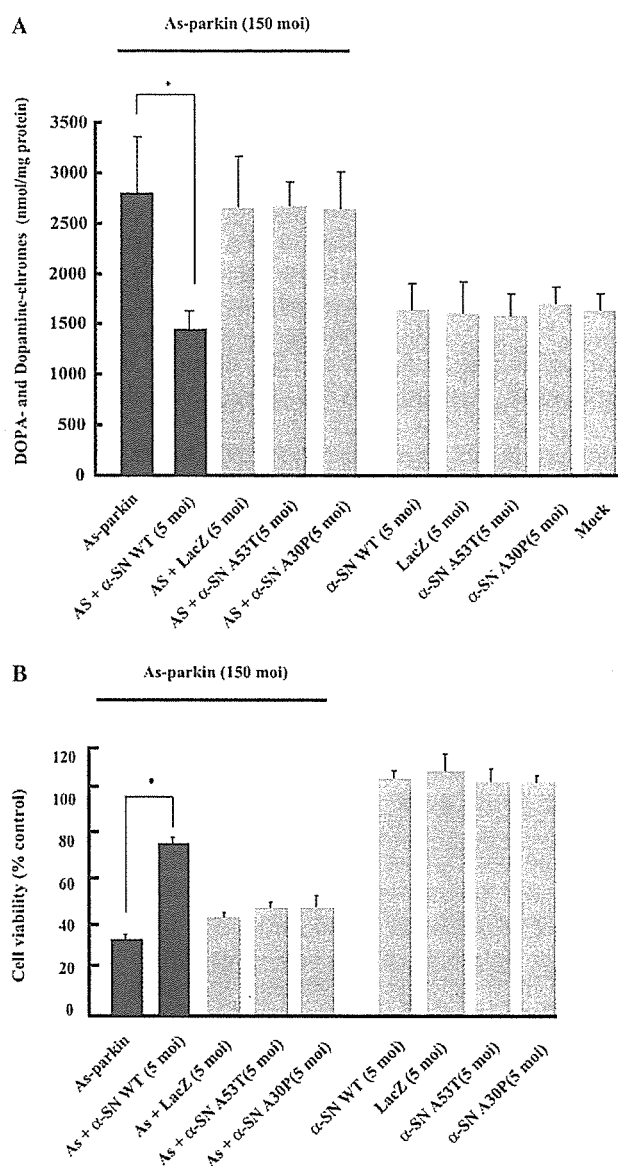 A
As-parkin (150 moi)
*
DOPA- and Dopamine-chromes (nmol/mg protein)
3500
3000
2500
2000
1500
1000
500
0
As-parkin
AS + α-SN WT (5 moi)
AS + LacZ (5 moi)
AS + α-SN A53T(5 moi)
AS + α-SN A30P(5 moi)
α-SN WT (5 moi)
LacZ (5 moi)
α-SN A53T(5 moi)
α-SN A30P(5 moi)
Mock
B
As-parkin (150 moi)
*
Cell viability (% control)
120
100
80
60
40
20
0
As-parkin
As + α-SN WT (5 moi)
As + LacZ (5 moi)
As + α-SN A53T(5 moi)
As + α-SN A30P(5 moi)
α-SN WT (5 moi)
LacZ (5 moi)
α-SN A53T(5 moi)
α-SN A30P(5 moi)